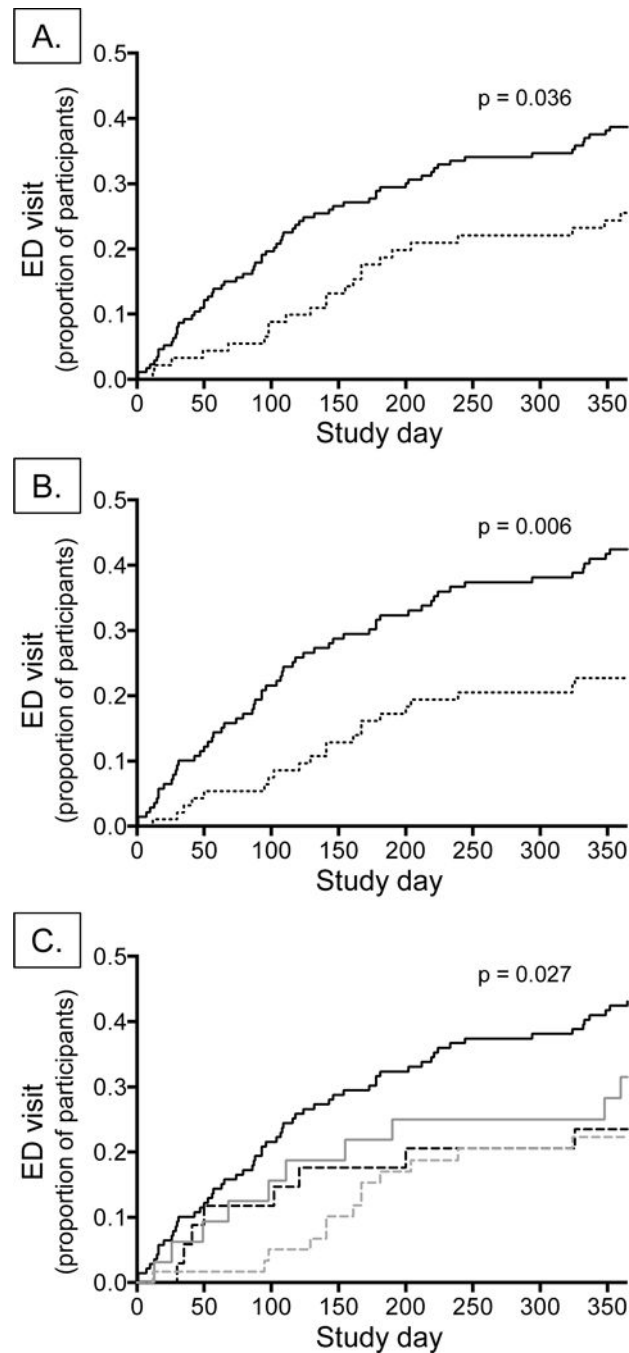 A.
0.5
0.4
0.3
0.2
0.1
0.0
ED visit
(proportion of participants)
p = 0.036
0 50 100 150 200 250 300 350
Study day
B.
0.5
0.4
0.3
0.2
0.1
0.0
ED visit
(proportion of participants)
p = 0.006
0 50 100 150 200 250 300 350
Study day
C.
0.5
0.4
0.3
0.2
0.1
0.0
ED visit
(proportion of participants)
p = 0.027
0 50 100 150 200 250 300 350
Study day